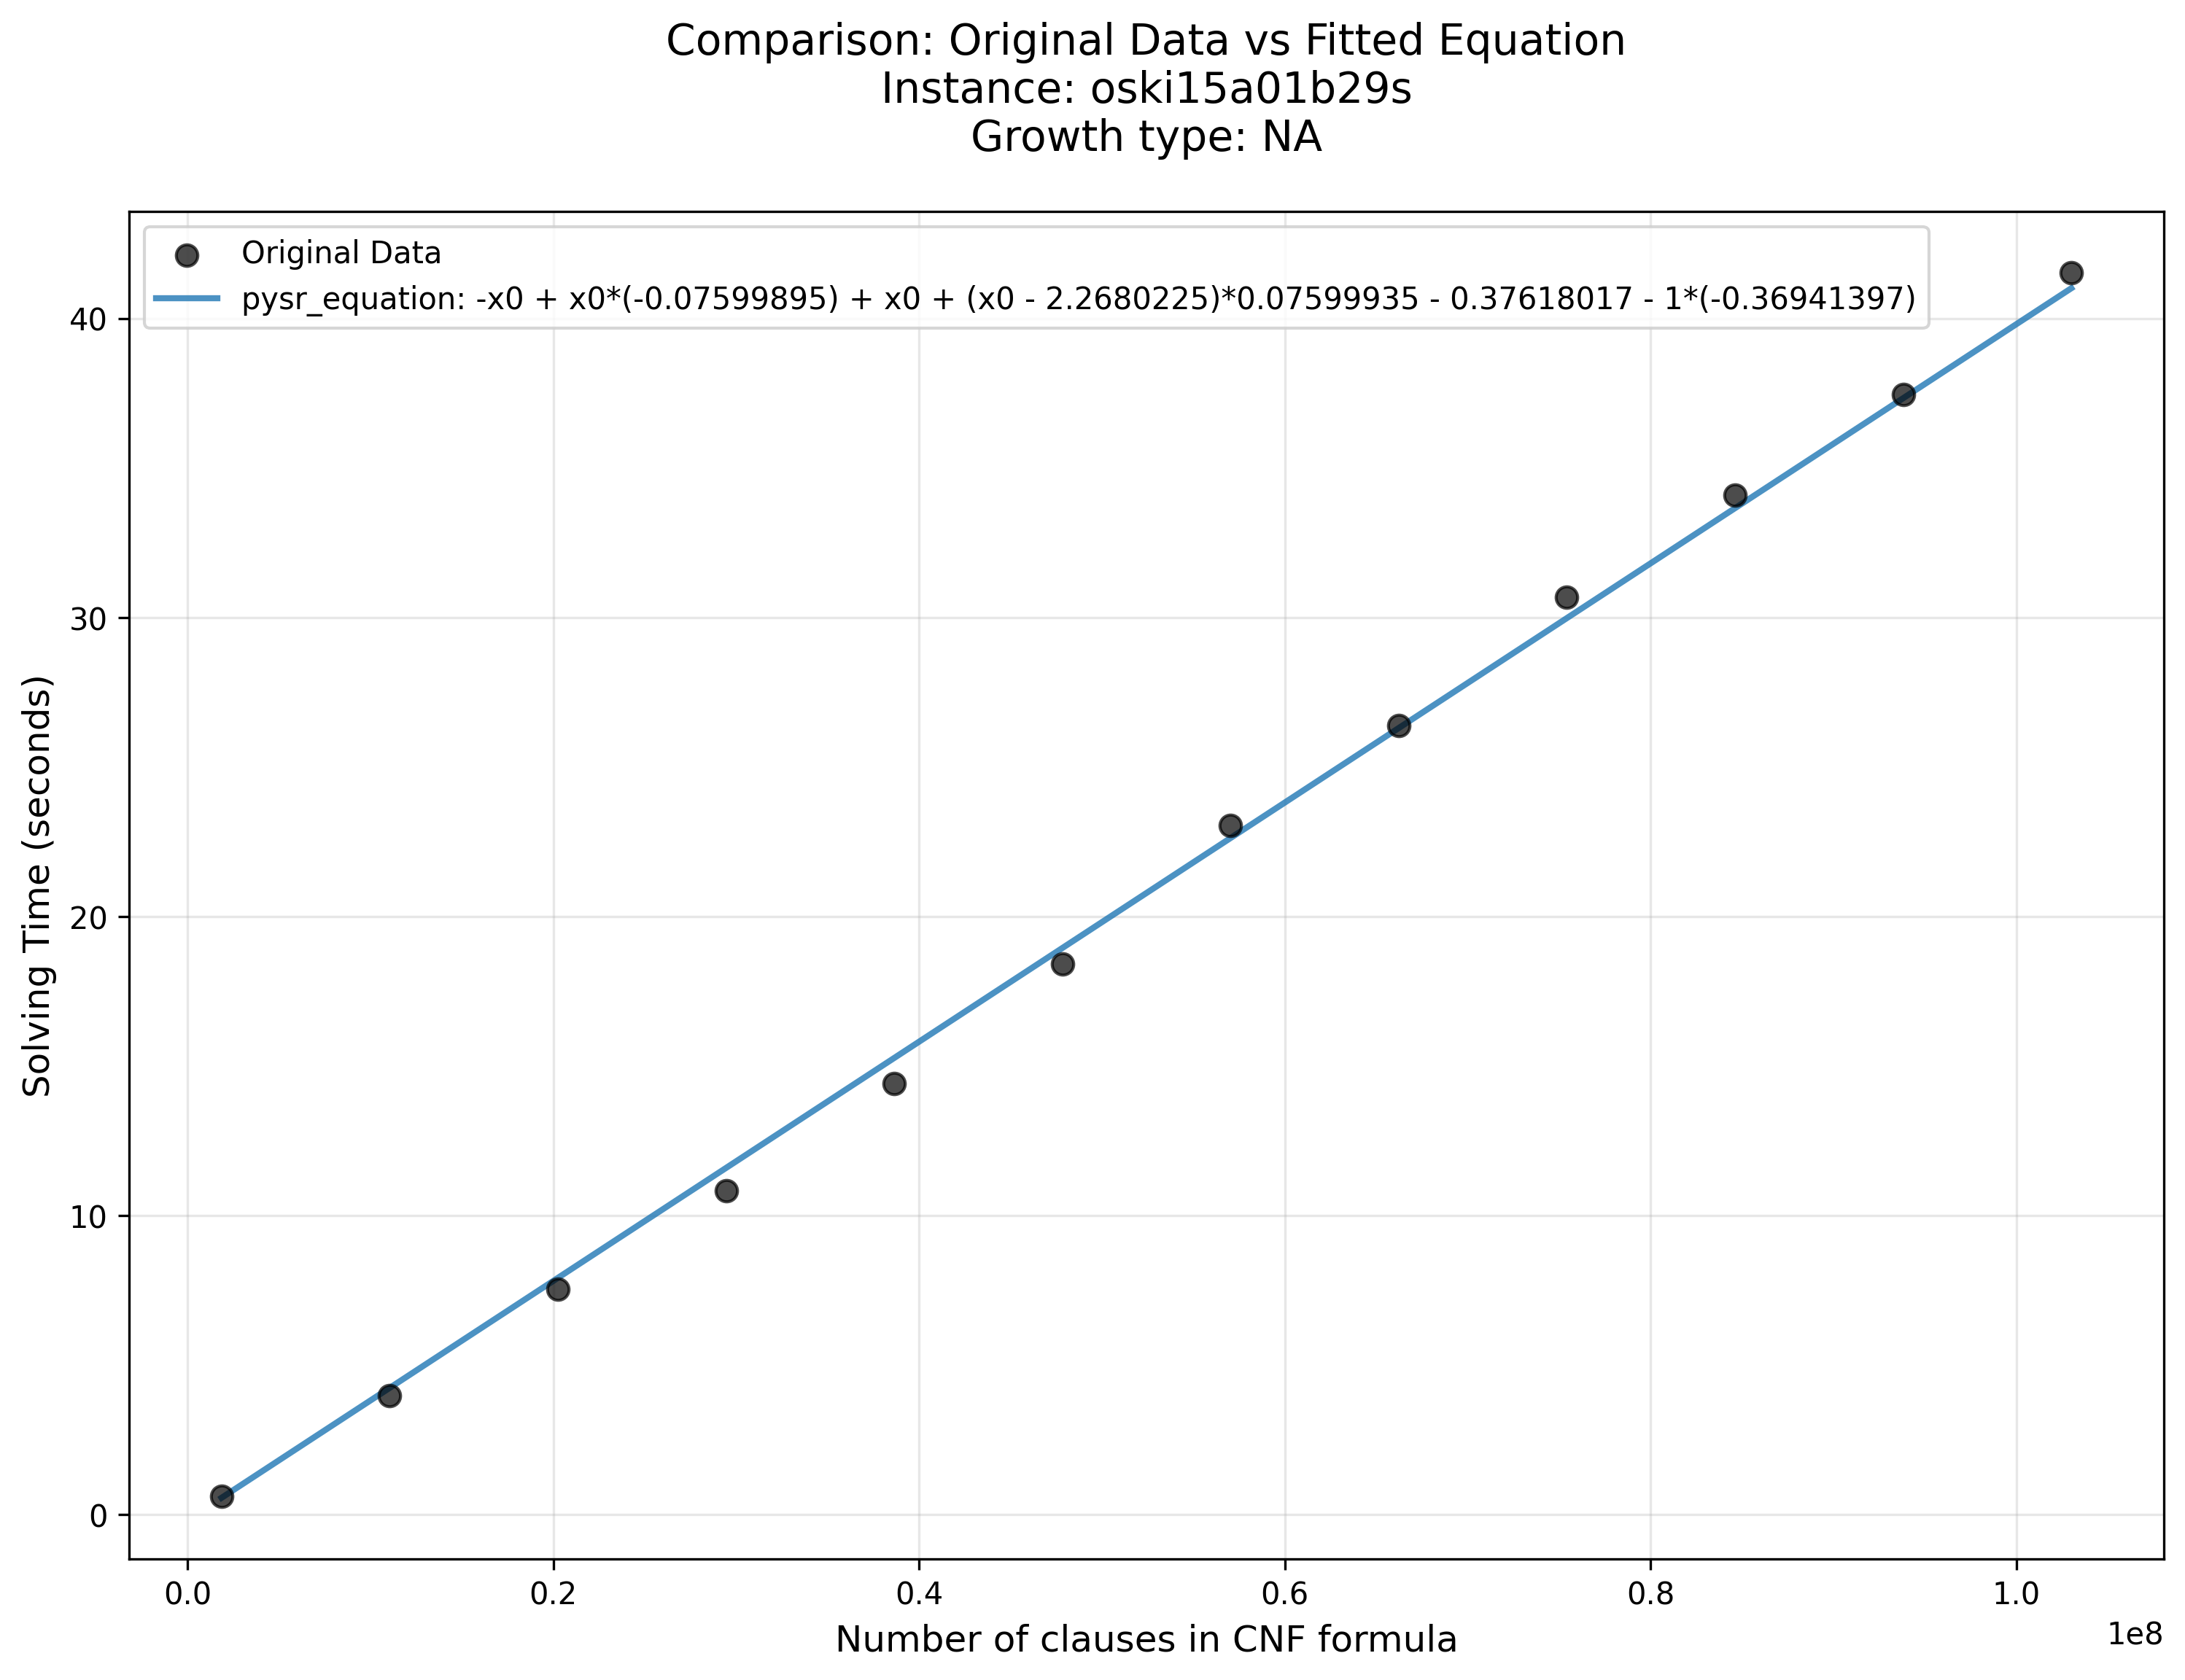 Comparison: Original Data vs Fitted Equation
Instance: oski15a01b29s
Growth type: NA
Original Data
pysr_equation: -x0 + x0*(-0.07599895) + x0 + (x0 - 2.2680225)*0.07599935 - 0.37618017 - 1*(-0.36941397)
40
30
20
10
0
Solving Time (seconds)
0.0
0.2
0.4
0.6
0.8
1.0
1e8
Number of clauses in CNF formula